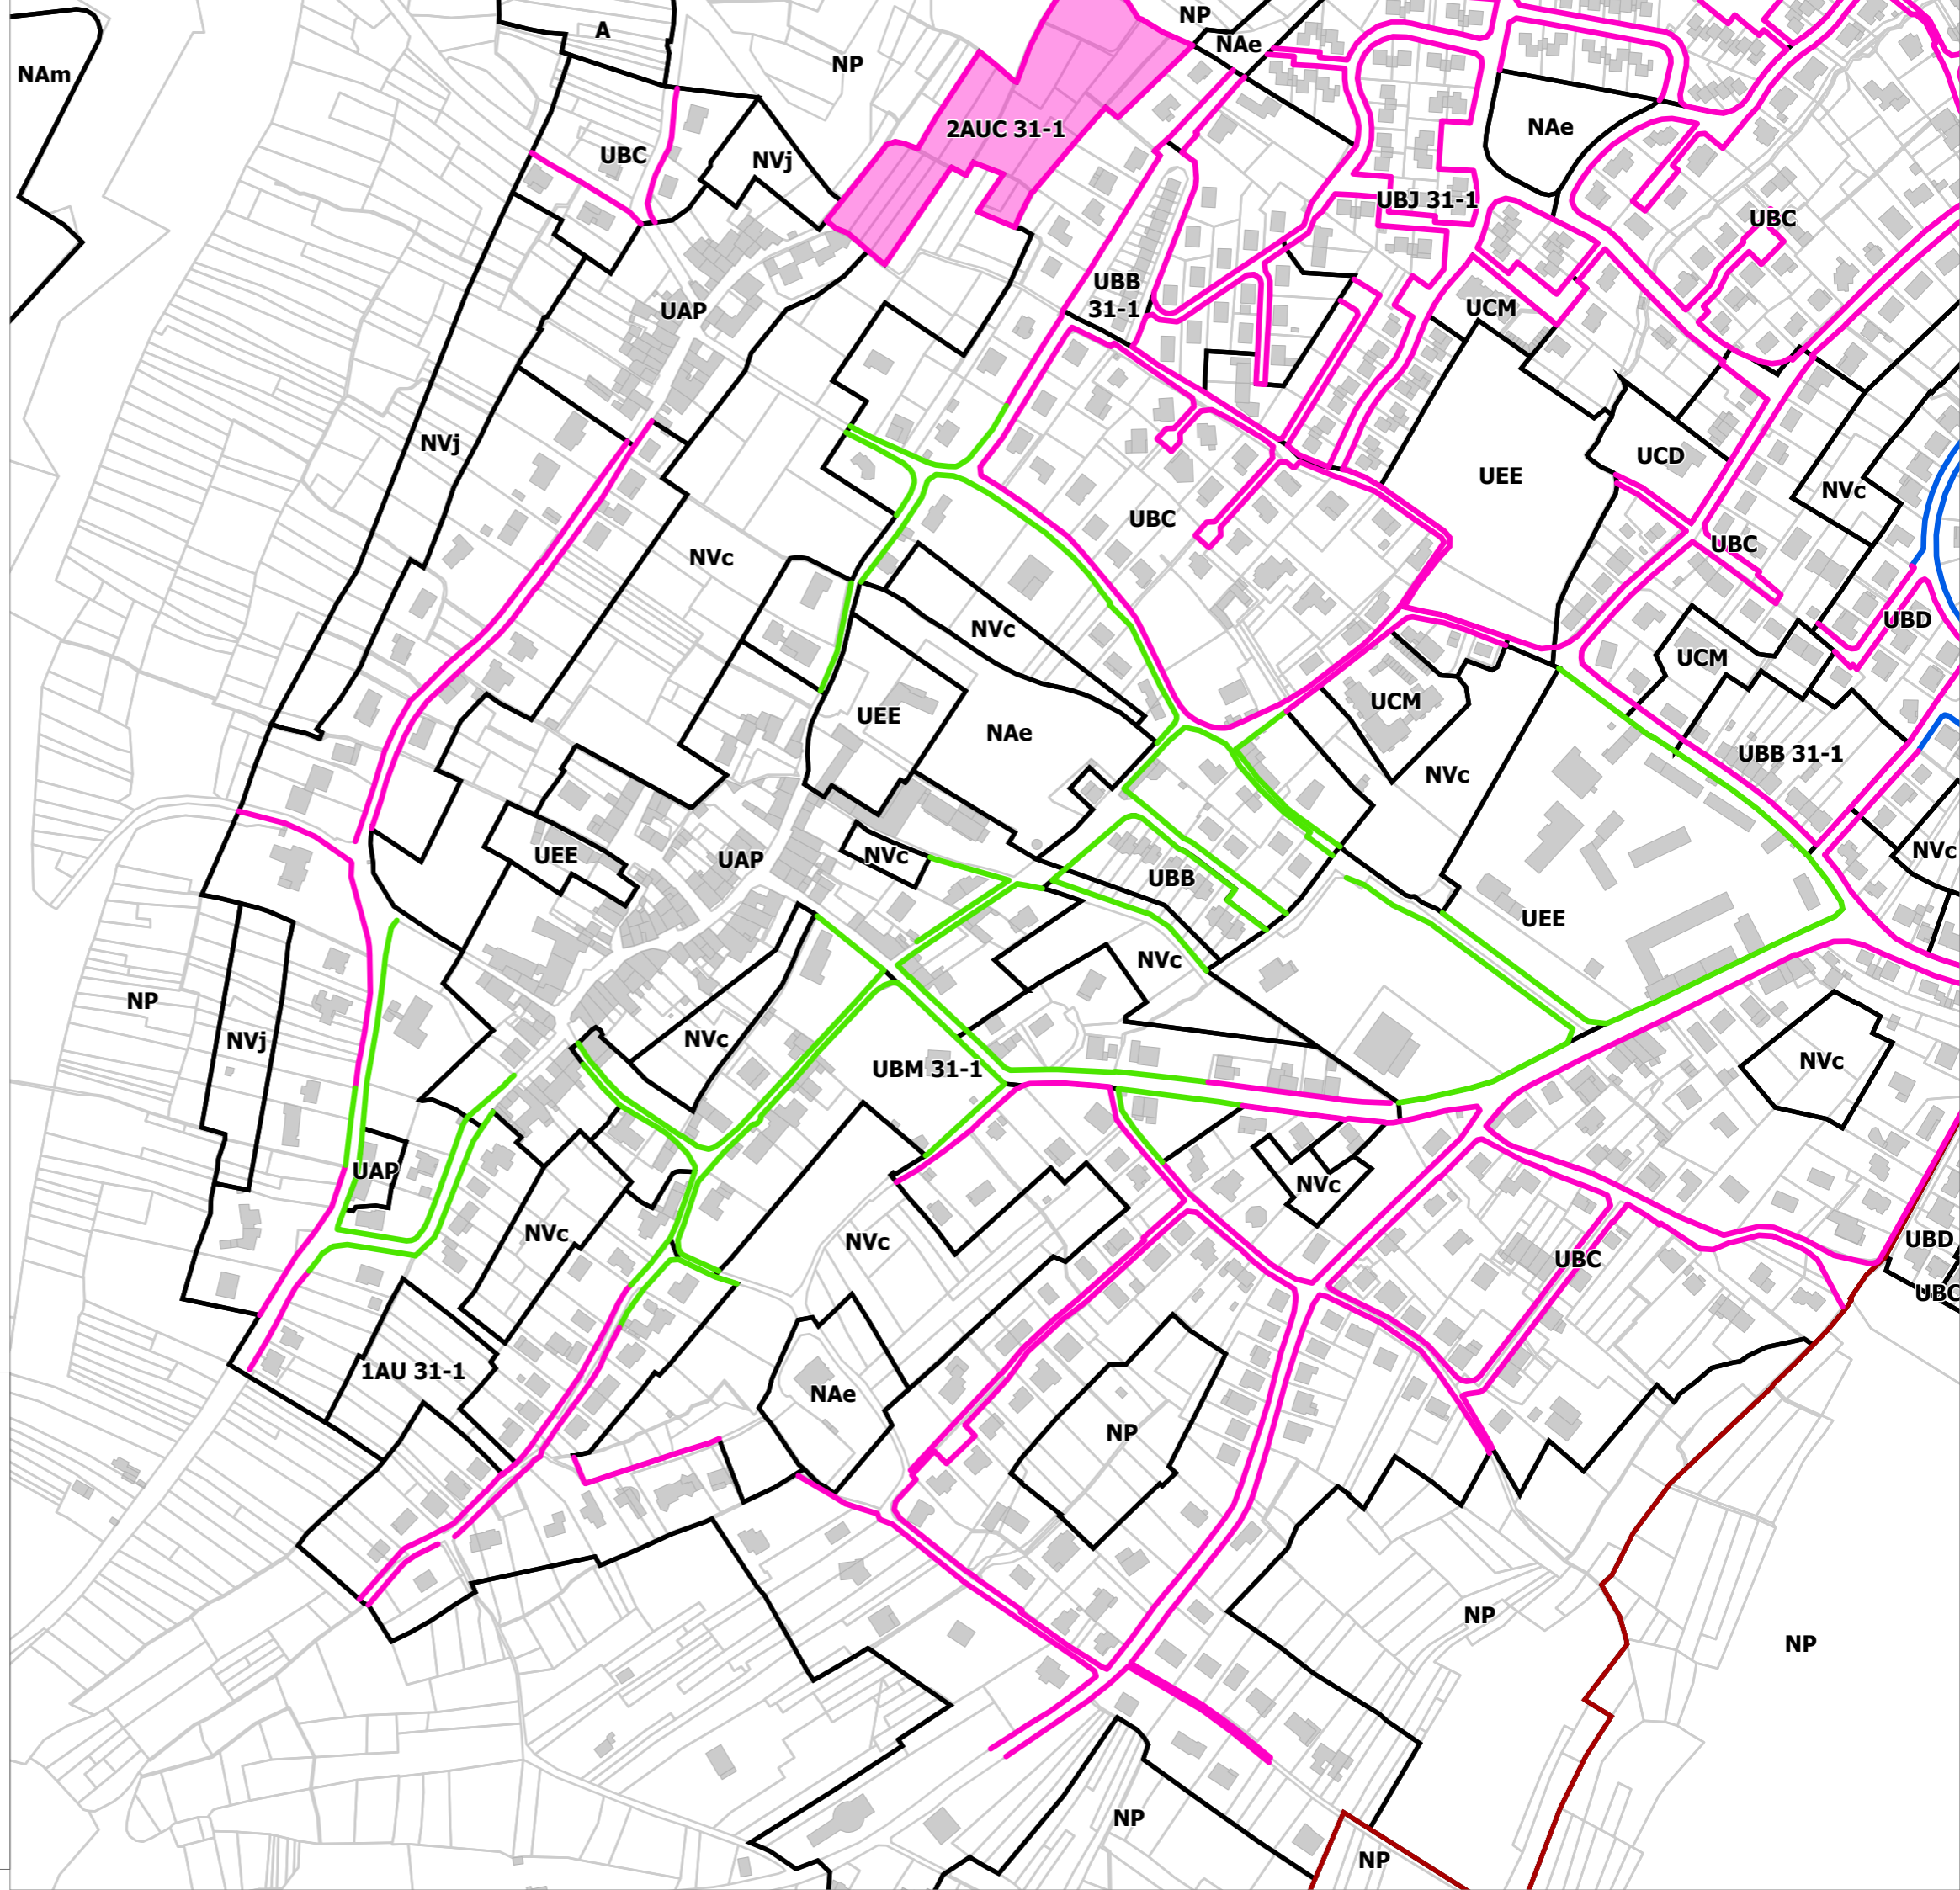 NP
A
NAe
NP
NAm
2AUC 31-1
NAe
UBC
NVj
UBJ 31-1
UBC
UBB
31-1
UCM
UAP
NVj
UCD
UEE
NVc
UBC
UBC
NVc
UBD
NVc
UCM
UCM
UEE
NAe
UBB 31-1
NVc
NVc
UEE
NVc
UAP
UBB
UEE
NVc
NP
NVj
NVc
UBM 31-1
NVc
UAP
NVc
NVc
NVc
UBD
UBC
UBC
1AU 31-1
NAe
NP
NP
NP
NP
NP